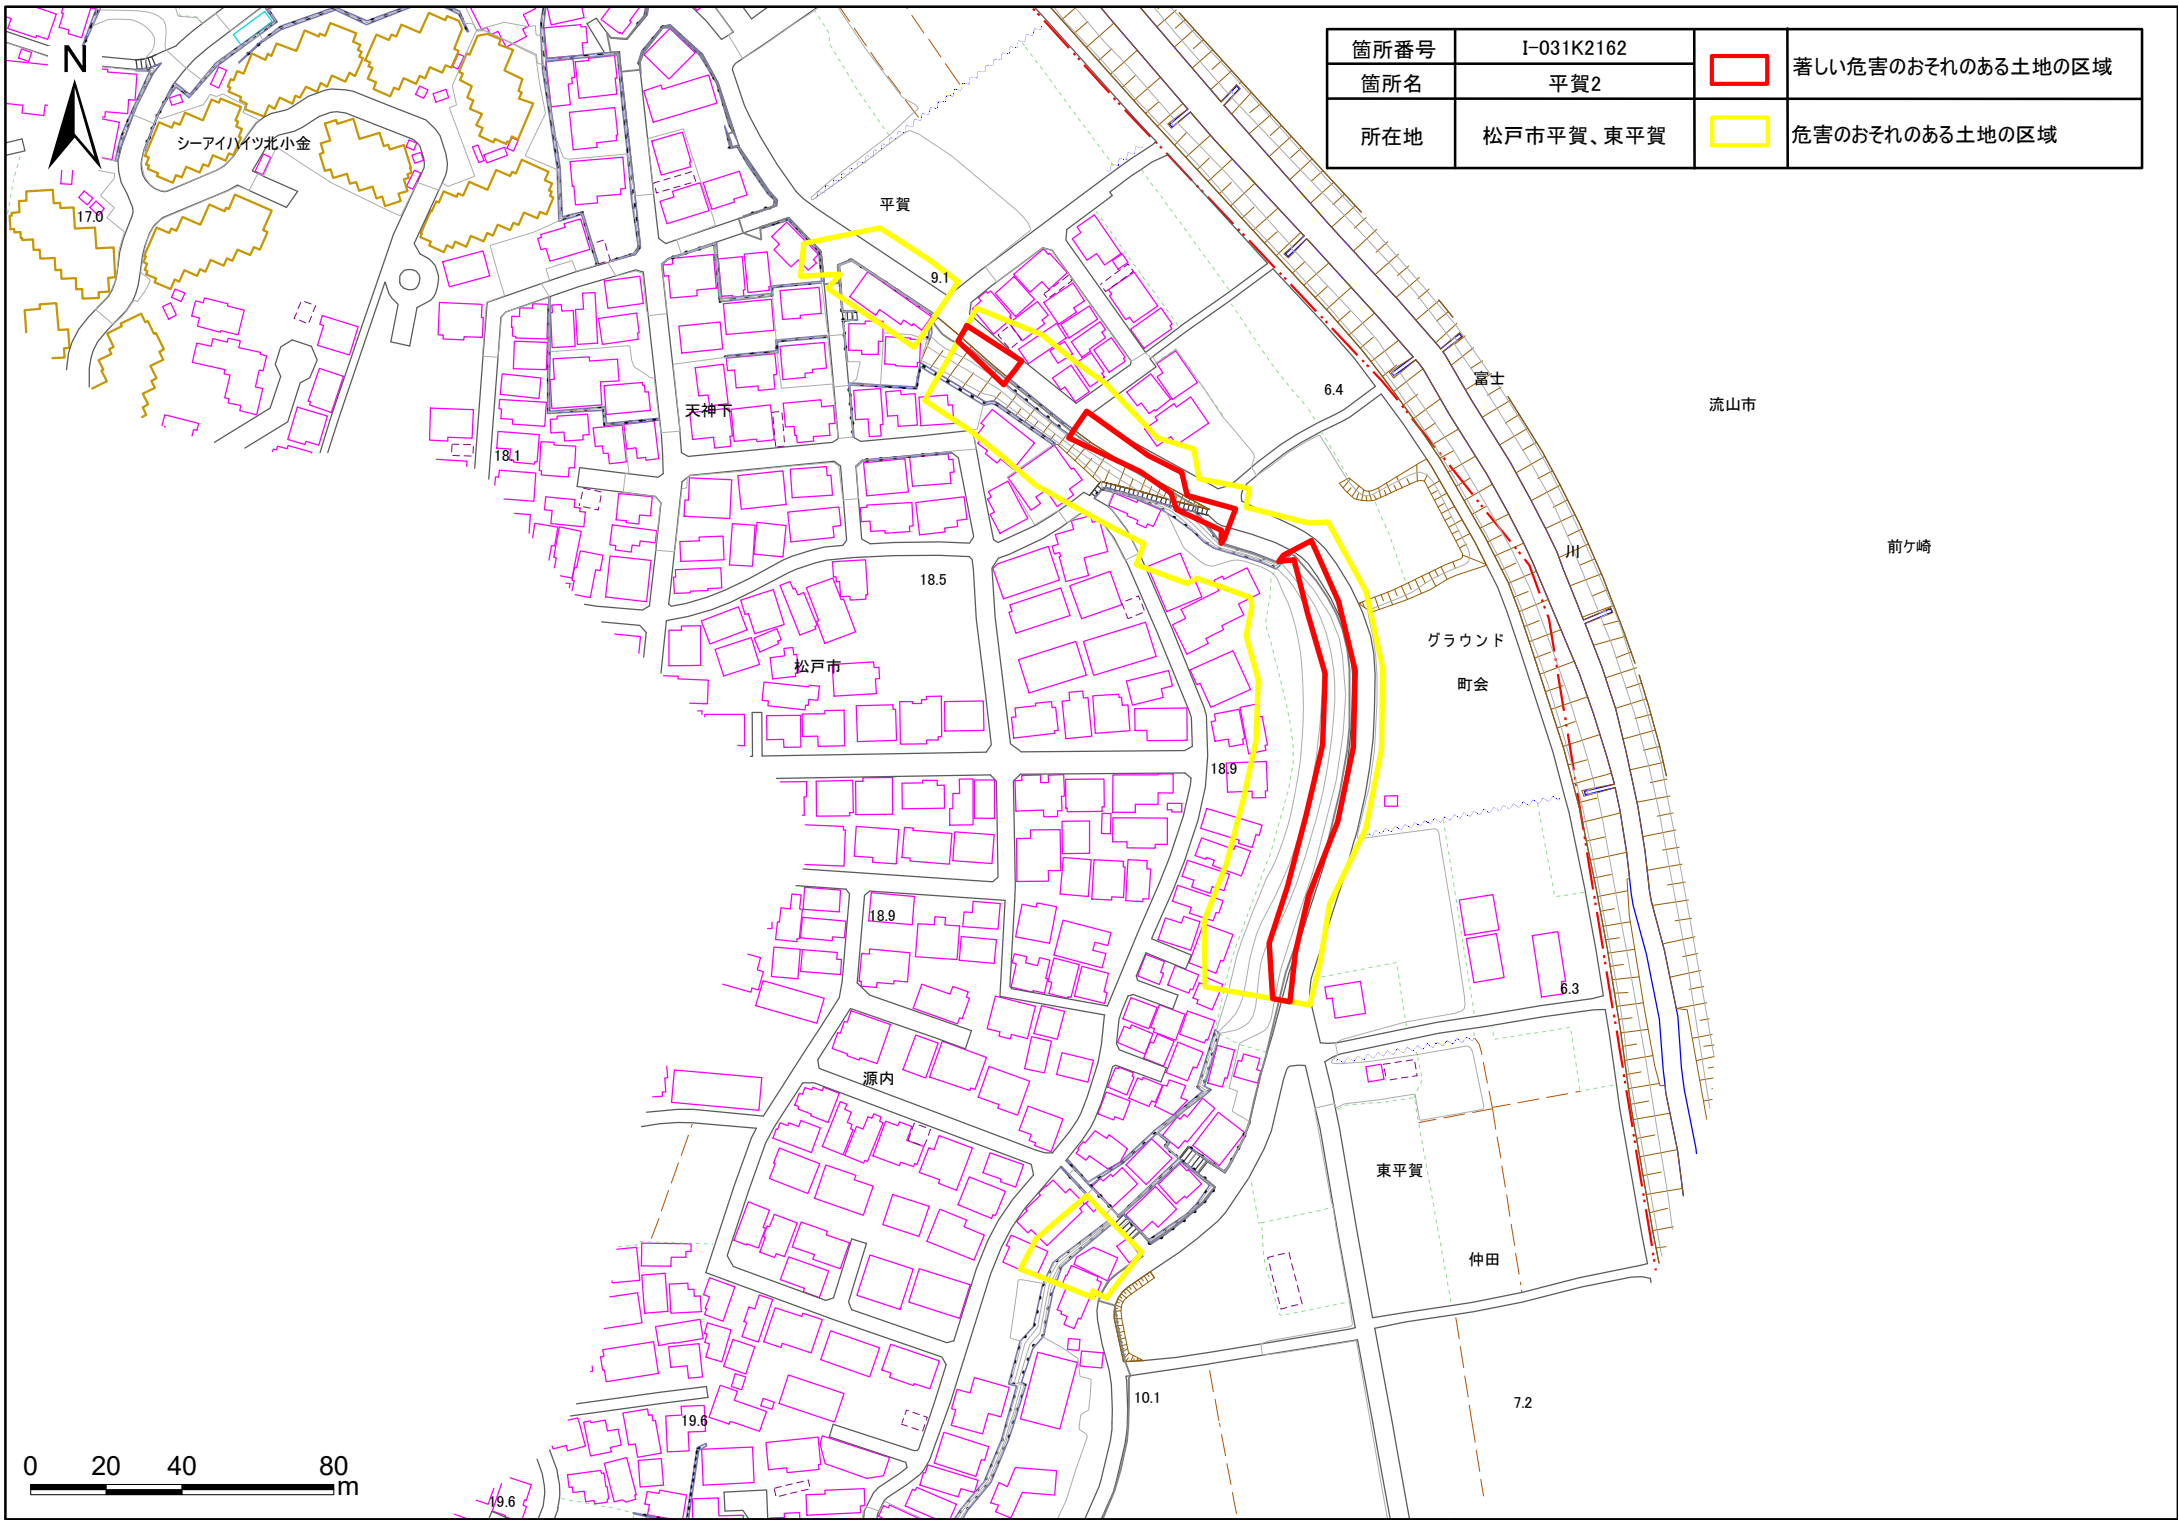 箇所番号 I-031K2162 著しい危害のおそれのある土地の区域
箇所名 平賀2
所在地 松戸市平賀、東平賀 危害のおそれのある土地の区域
N
シーアイハイツ北小金
17.0
平賀
9.1
6.4
富士
流山市
天神下
18.1
川
前ケ崎
18.5
グラウンド
松戸市
町会
18.9
18.9
6.3
源内
東平賀
仲田
10.1
7.2
19.6
0 20 40 80
m
19.6